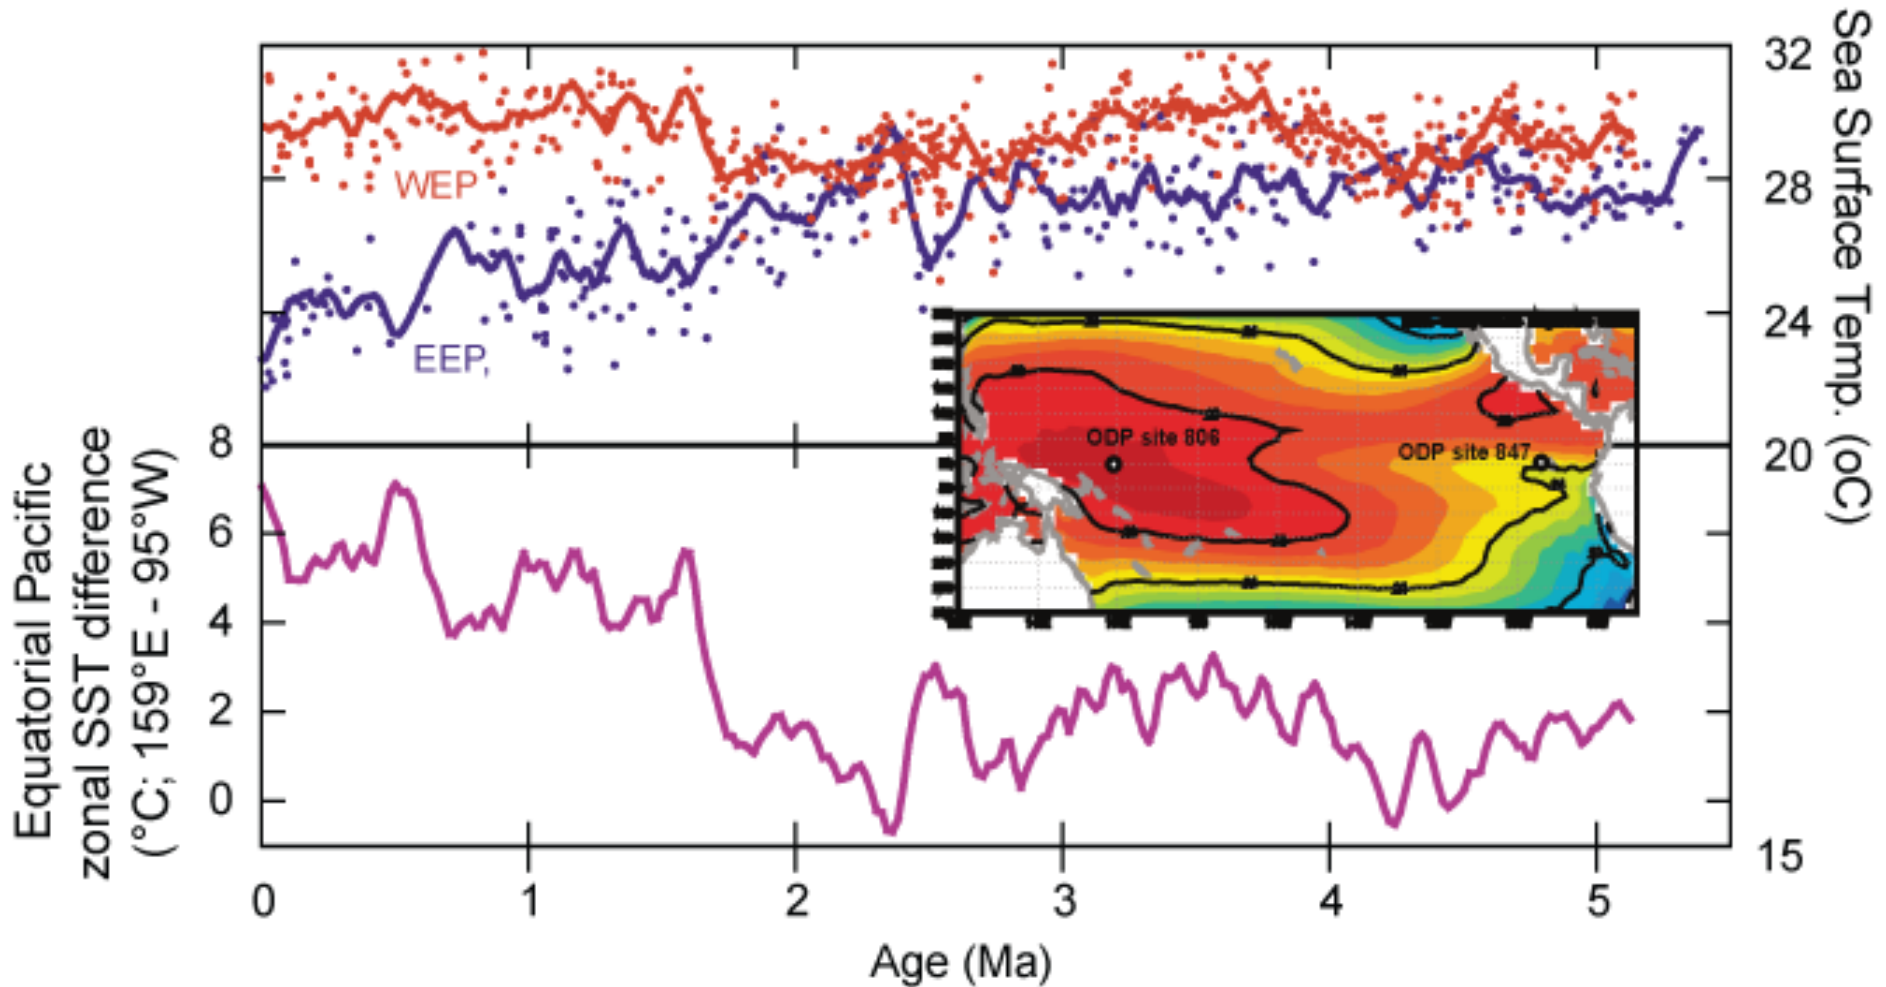 32
28
24
20
15
Sea Surface Temp. (oC)
WEP
EEP,
ODP site 806
ODP site 847
8
6
4
2
0
Equatorial Pacific
zonal SST difference
(°C; 159°E - 95°W)
0 1 2 3 4 5
Age (Ma)